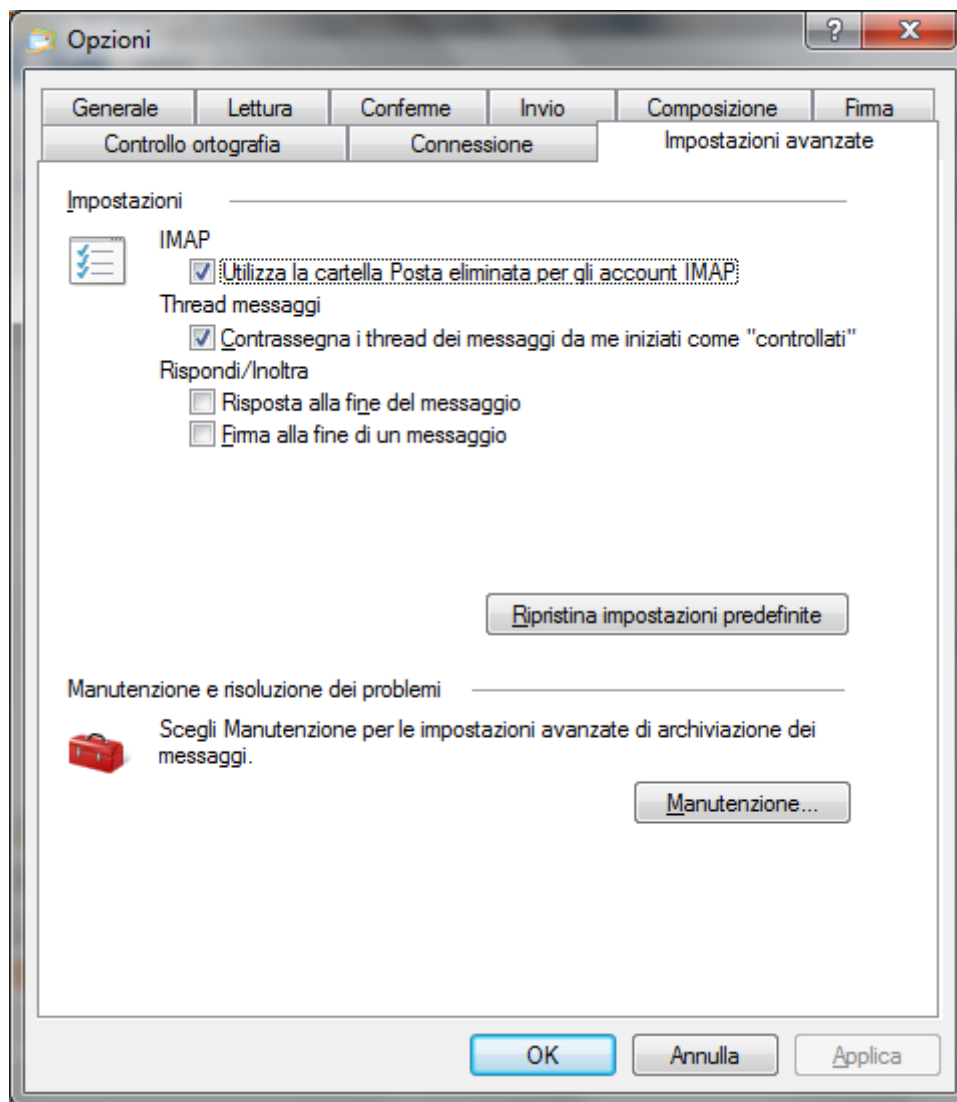 Opzioni
?
Generale Lettura Conferme Invio Composizione Firma
Controllo ortografia Connessione Impostazioni avanzate
Impostazioni
IMAP
Utilizza la cartella Posta eliminata per gli account IMAP
Thread messaggi
Contrassegna i thread dei messaggi da me iniziati come "controllati"
Rispondi/Inoltra
Risposta alla fine del messaggio
Firma alla fine di un messaggio
Ripristina impostazioni predefinite
Manutenzione e risoluzione dei problemi
Scegli Manutenzione per le impostazioni avanzate di archiviazione dei
messaggi.
Manutenzione...
OK Annulla Applica